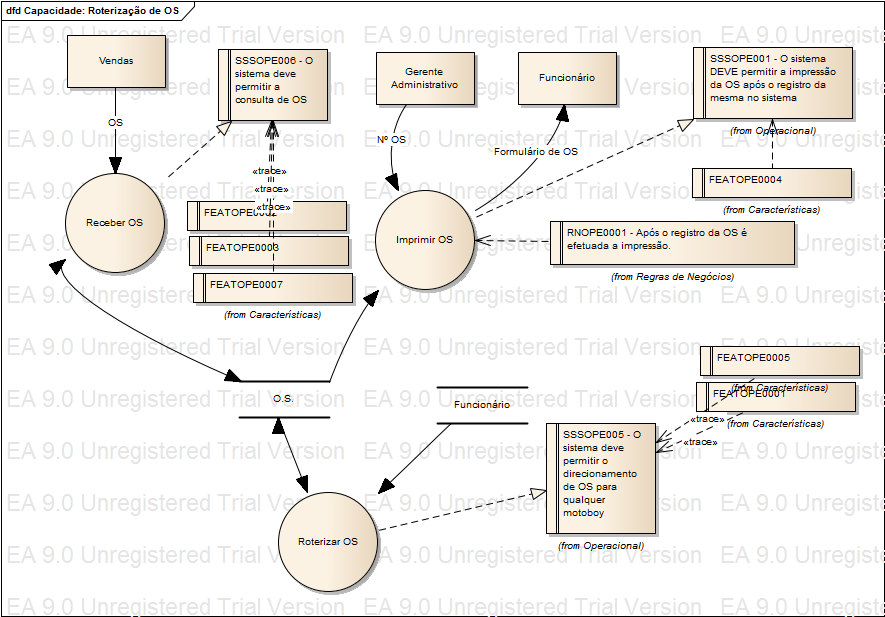 dfd Capacidade: Roterização de OS
EA 9.0 Unregistered Trial Version EA 9.0 Unregistered Trial Version EA 9.0 Unregiste
Vendas
SSSOPE006 - O
sistema deve
permitir a
consulta de OS
Gerente
Administrativo
Funcionário
SSSOPE001 - O sistema
DEVE permitir a impressão
da OS após o registro da
mesma no sistema
(from Operacional)
OS
Nº OS
Formulário de OS
«trace»
«trace»
«trace»
FEATOPE0004
(from Características)
Receber OS
FEATOPE0002
FEATOPE0003
FEATOPE0007
(from Características)
Imprimir OS
RNOPE0001 - Após o registro da OS é
efetuada a impressão.
(from Regras de Negócios)
O.S.
Funcionário
FEATOPE0005
(from Características)
FEATOPE0001
(from Características)
«trace»
«trace»
SSSOPE005 - O
sistema deve
permitir o
direcionamento
de OS para
qualquer
motoboy
(from Operacional)
Roterizar OS